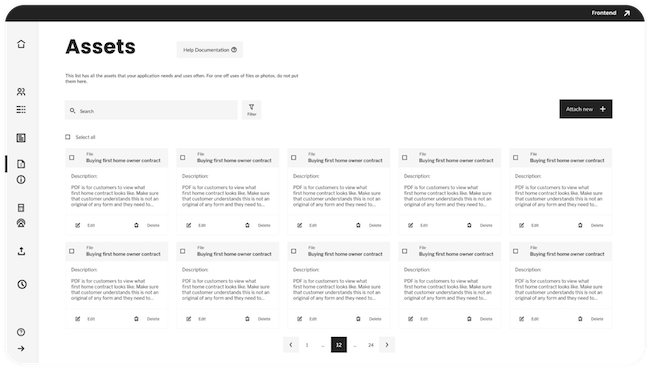 Frontend
Assets
Help Documentation
This list has all the assets that your application needs and uses often. For one off uses of files or photos, do not put
them here.
Search
Filter
Attach new
Select all
File
Buying first home owner contract
File
Buying first home owner contract
File
Buying first home owner contract
File
Buying first home owner contract
File
Buying first home owner contract
Description:
PDF is for customers to view what
first home contract looks like. Make sure
that customer understands this is not an
original of any form and they need to...
Description:
PDF is for customers to view what
first home contract looks like. Make sure
that customer understands this is not an
original of any form and they need to...
Description:
PDF is for customers to view what
first home contract looks like. Make sure
that customer understands this is not an
original of any form and they need to...
Description:
PDF is for customers to view what
first home contract looks like. Make sure
that customer understands this is not an
original of any form and they need to...
Description:
PDF is for customers to view what
first home contract looks like. Make sure
that customer understands this is not an
original of any form and they need to...
Edit Delete Edit Delete Edit Delete Edit Delete Edit Delete
File
Buying first home owner contract
File
Buying first home owner contract
File
Buying first home owner contract
File
Buying first home owner contract
File
Buying first home owner contract
Description:
PDF is for customers to view what
first home contract looks like. Make sure
that customer understands this is not an
original of any form and they need to...
Description:
PDF is for customers to view what
first home contract looks like. Make sure
that customer understands this is not an
original of any form and they need to...
Description:
PDF is for customers to view what
first home contract looks like. Make sure
that customer understands this is not an
original of any form and they need to...
Description:
PDF is for customers to view what
first home contract looks like. Make sure
that customer understands this is not an
original of any form and they need to...
Description:
PDF is for customers to view what
first home contract looks like. Make sure
that customer understands this is not an
original of any form and they need to...
Edit Delete Edit Delete Edit Delete Edit Delete Edit Delete
1 ... 12 ... 24